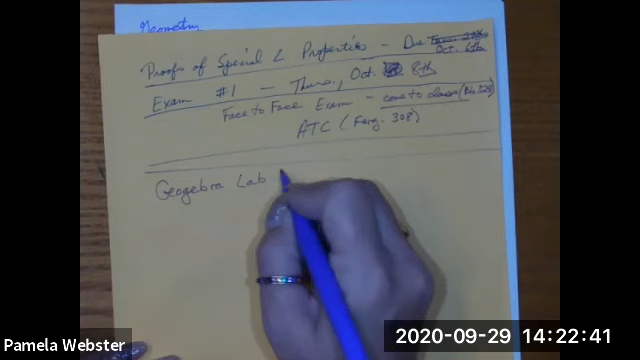 Geometry
Proofs of Special L Properties - Due
Oct. 6th
Exam #1 - Thurs., Oct. 8th
Face to Face Exam - come to class (Bin. 329)
ATC (Ferg. 308)
Geogebra Lab
Pamela Webster
2020-09-29 14:22:41